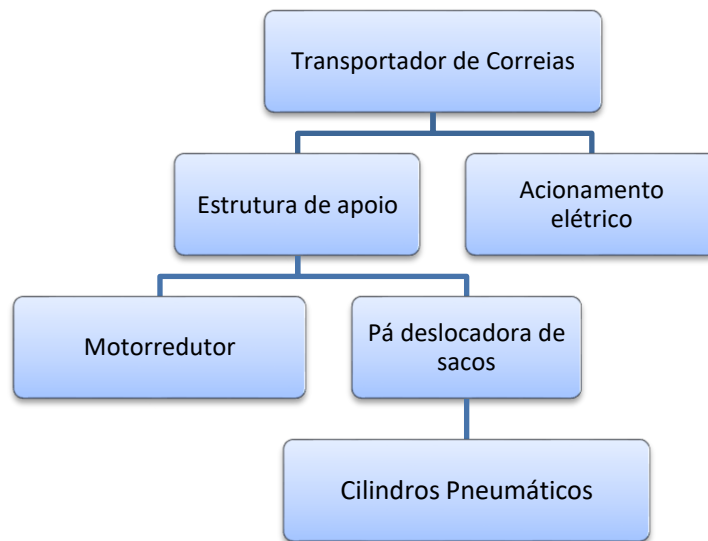 Transportador de Correias
Estrutura de apoio
Acionamento
elétrico
Motorredutor
Pá deslocadora de
sacos
Cilindros Pneumáticos